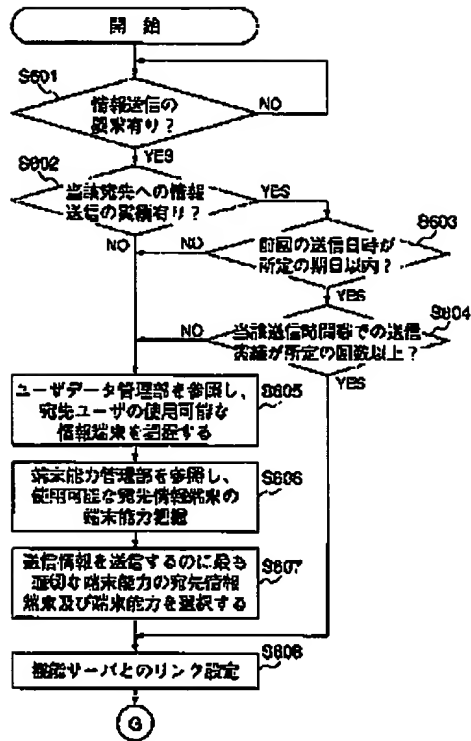 開始
S601
情報送信の
要求有り？
NO
YES
S602
当該宛先への情報
送信の実績有り？
YES
NO
S603
前回の送信日時が
所定の期日以内？
NO
YES
S604
当該送信時間帯での送信
実績が所定の回数以上？
NO
YES
S605
ユーザデータ管理部を参照し、
宛先ユーザの使用可能な
情報端末を把握する
S606
端末能力管理部を参照し、
使用可能な宛先情報端末の
端末能力把握
S607
送信情報を送信するのに最も
適切な端末能力の宛先情報
端末及び端末能力を選択する
S608
機能サーバとのリンク設定
G